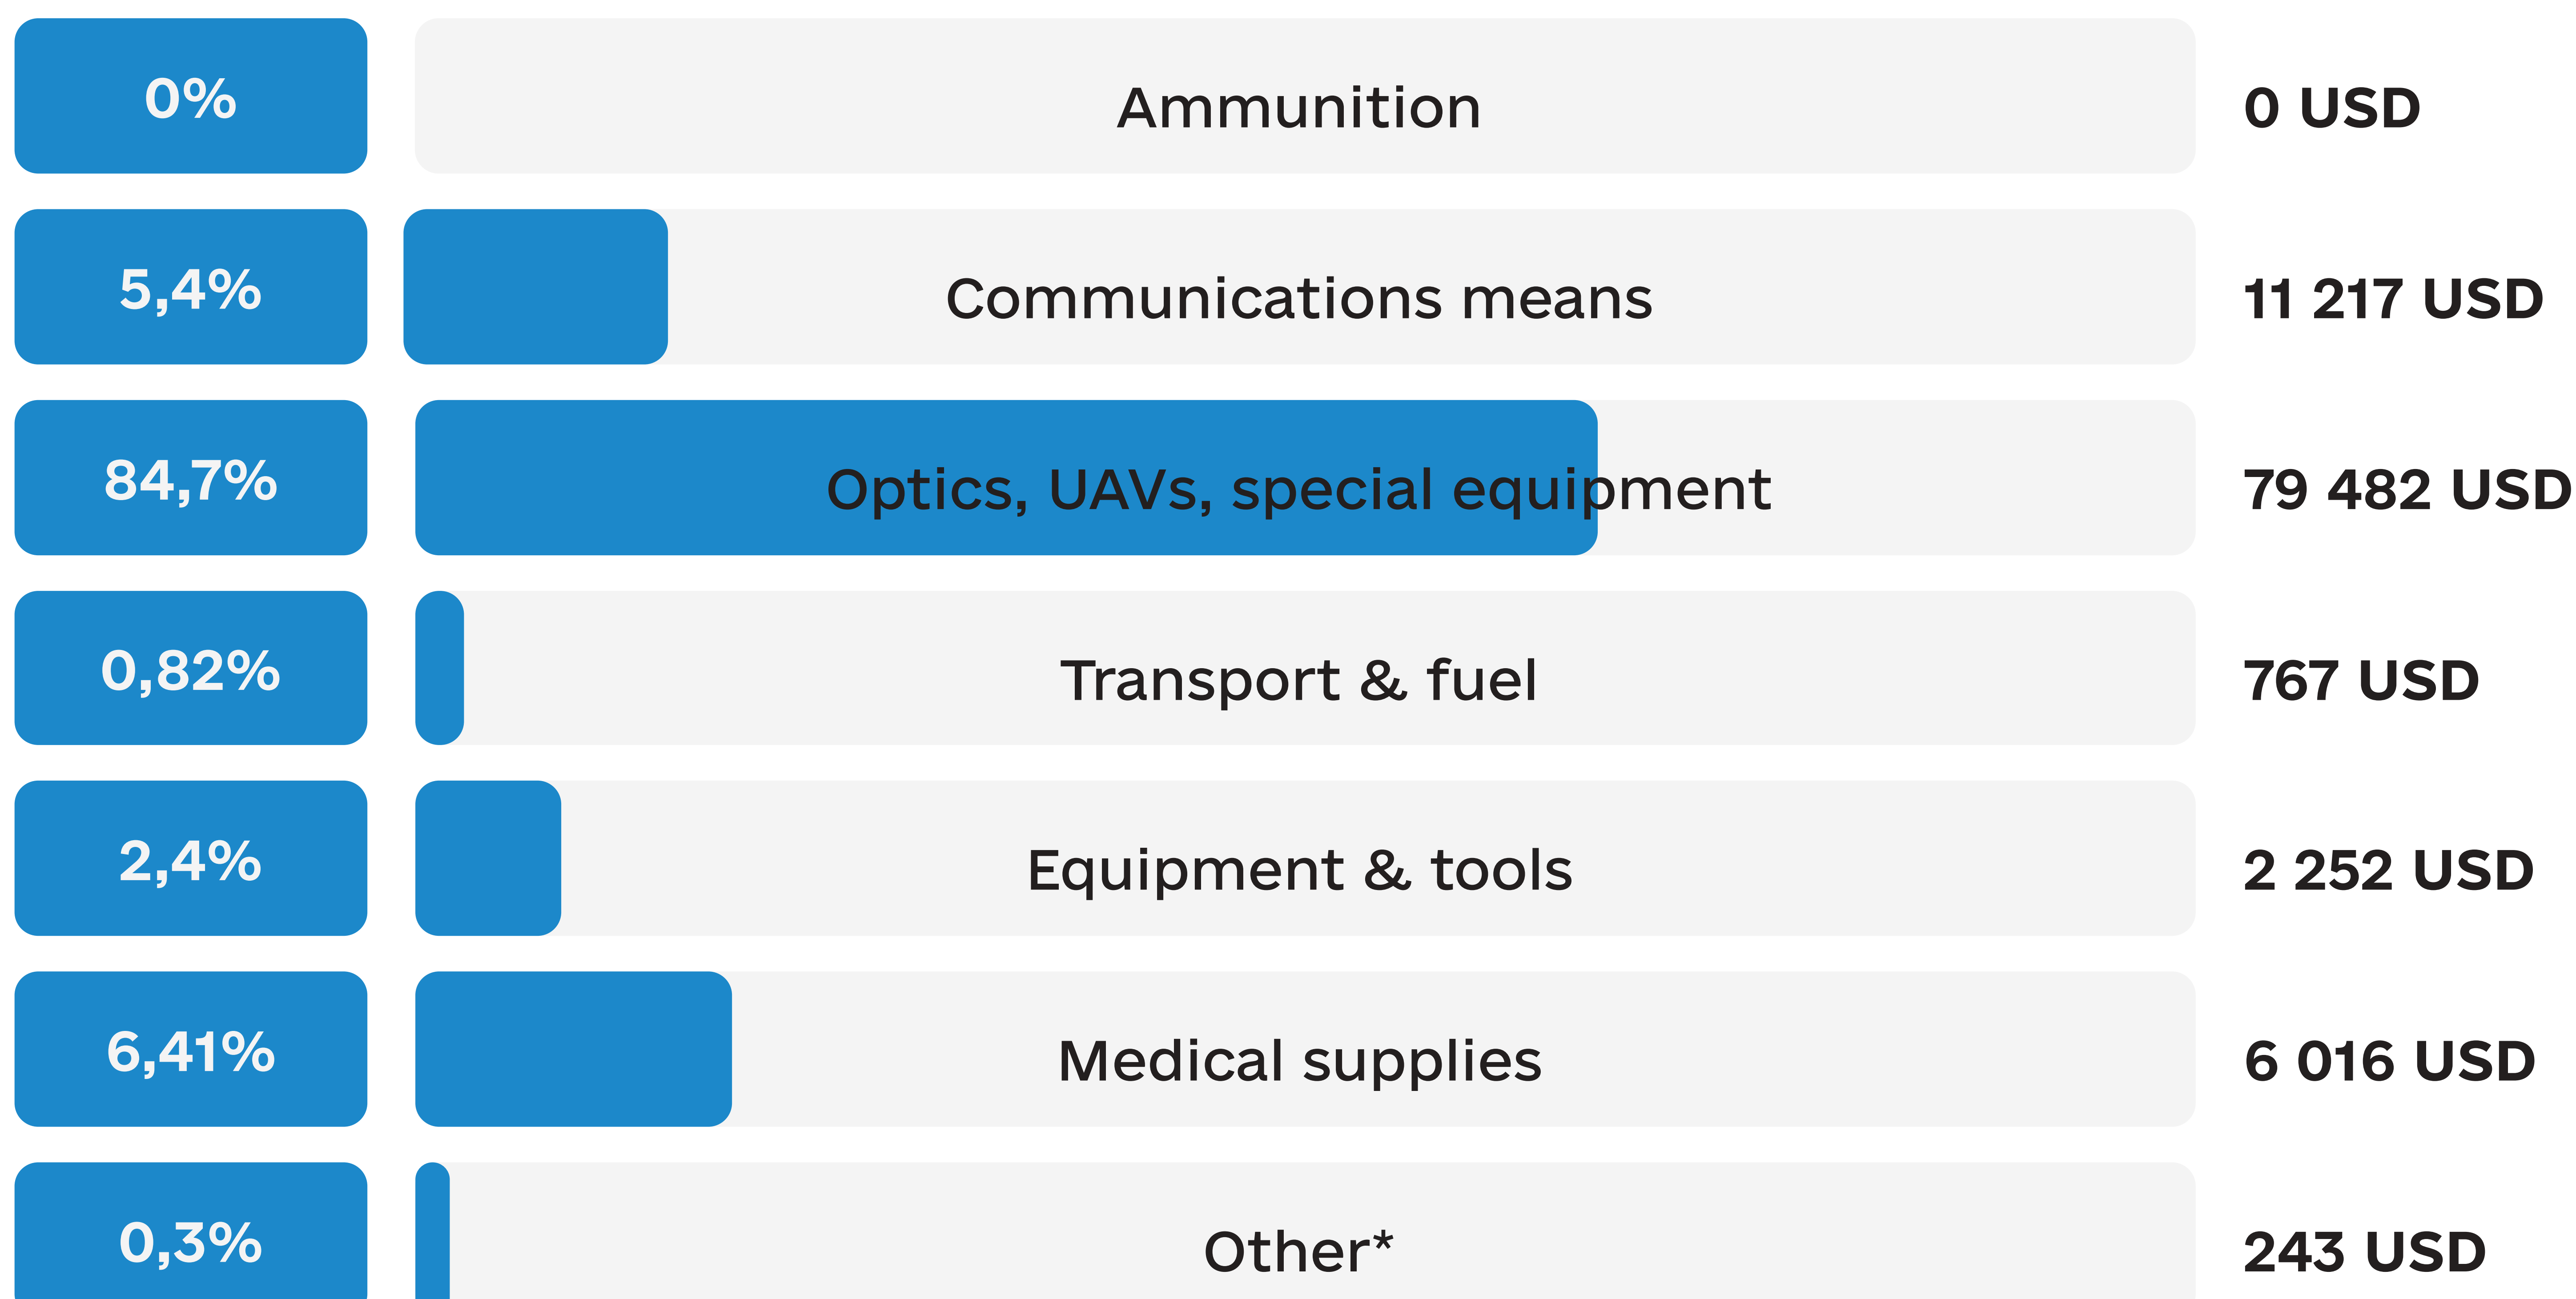 0% Ammunition 0 USD
5,4% Communications means 11 217 USD
84,7% Optics, UAVs, special equipment 79 482 USD
0,82% Transport & fuel 767 USD
2,4% Equipment & tools 2 252 USD
6,41% Medical supplies 6 016 USD
0,3% Other* 243 USD